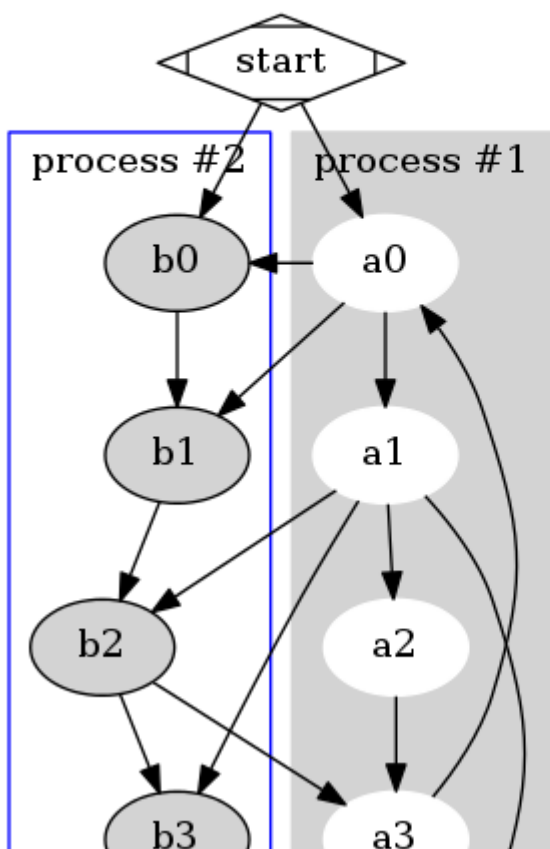 start
process #2
process #1
b0
a0
b1
a1
b2
a2
b3
a3